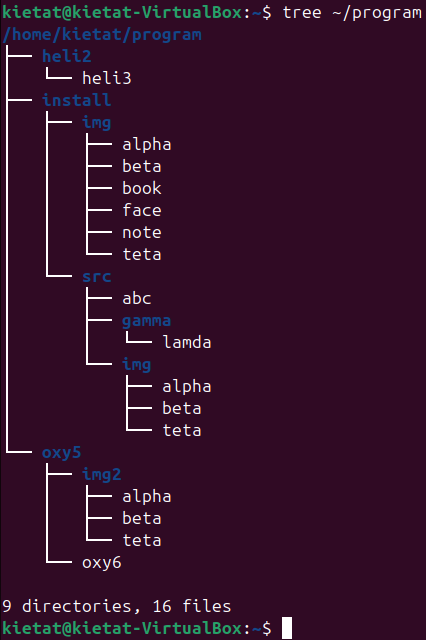 kietat@kietat-VirtualBox:~$ tree ~/program
/home/kietat/program
├── heli2
│   └── heli3
├── install
│   ├── img
│   │   ├── alpha
│   │   ├── beta
│   │   ├── book
│   │   ├── face
│   │   ├── note
│   │   └── teta
│   └── src
│       ├── abc
│       ├── gamma
│       │   └── lamda
│       └── img
│           ├── alpha
│           ├── beta
│           └── teta
└── oxy5
    ├── img2
    │   ├── alpha
    │   ├── beta
    │   └── teta
    └── oxy6
9 directories, 16 files
kietat@kietat-VirtualBox:~$